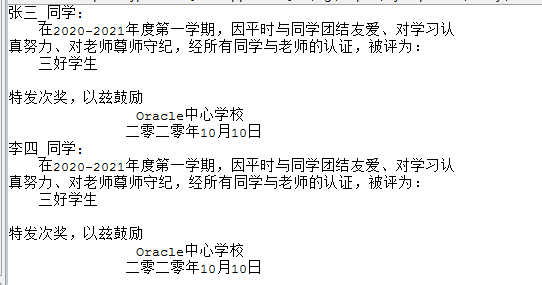 张三_同学：
在2020-2021年度第一学期，因平时与同学团结友爱、对学习认
真努力、对老师尊师守纪，经所有同学与老师的认证，被评为：
三好学生
特发次奖，以兹鼓励
Oracle中心学校
二零二零年10月10日
李四_同学：
在2020-2021年度第一学期，因平时与同学团结友爱、对学习认
真努力、对老师尊师守纪，经所有同学与老师的认证，被评为：
三好学生
特发次奖，以兹鼓励
Oracle中心学校
二零二零年10月10日